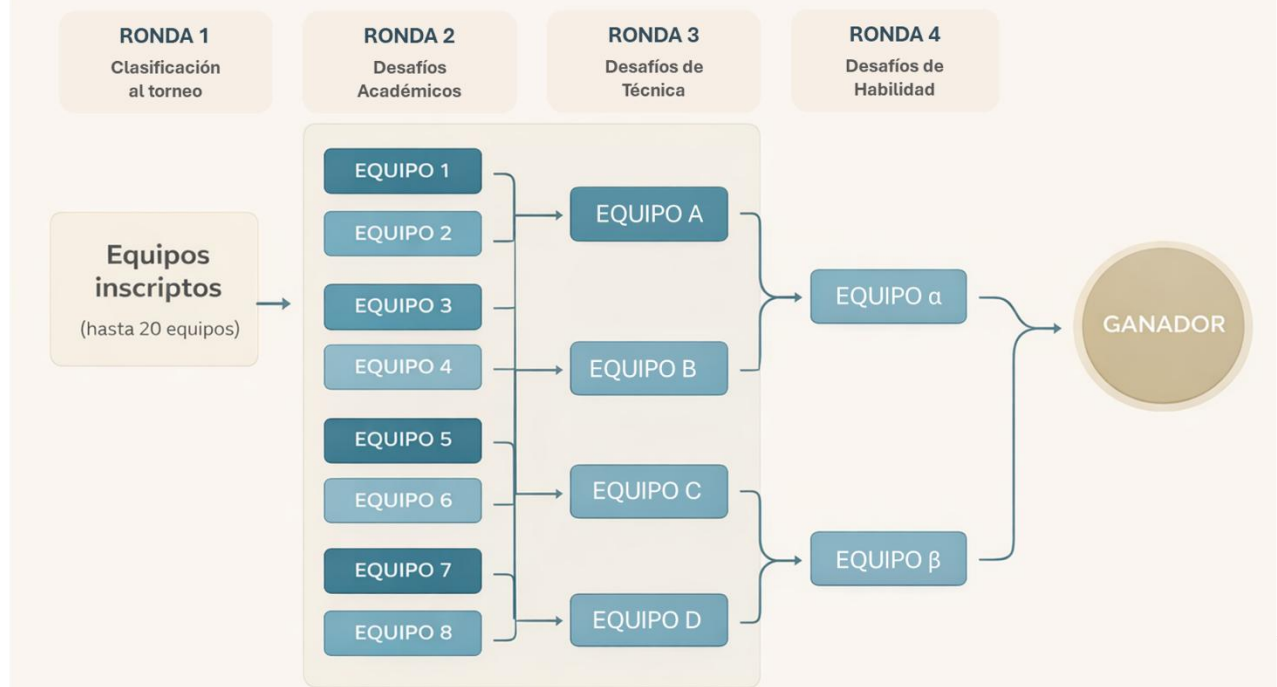 RONDA 1
Clasificación
al torneo
RONDA 2
Desafíos
Académicos
RONDA 3
Desafíos de
Técnica
RONDA 4
Desafíos de
Habilidad
Equipos
inscriptos
(hasta 20 equipos)
EQUIPO 1
EQUIPO 2
EQUIPO 3
EQUIPO 4
EQUIPO 5
EQUIPO 6
EQUIPO 7
EQUIPO 8
EQUIPO A
EQUIPO B
EQUIPO C
EQUIPO D
EQUIPO α
EQUIPO β
GANADOR